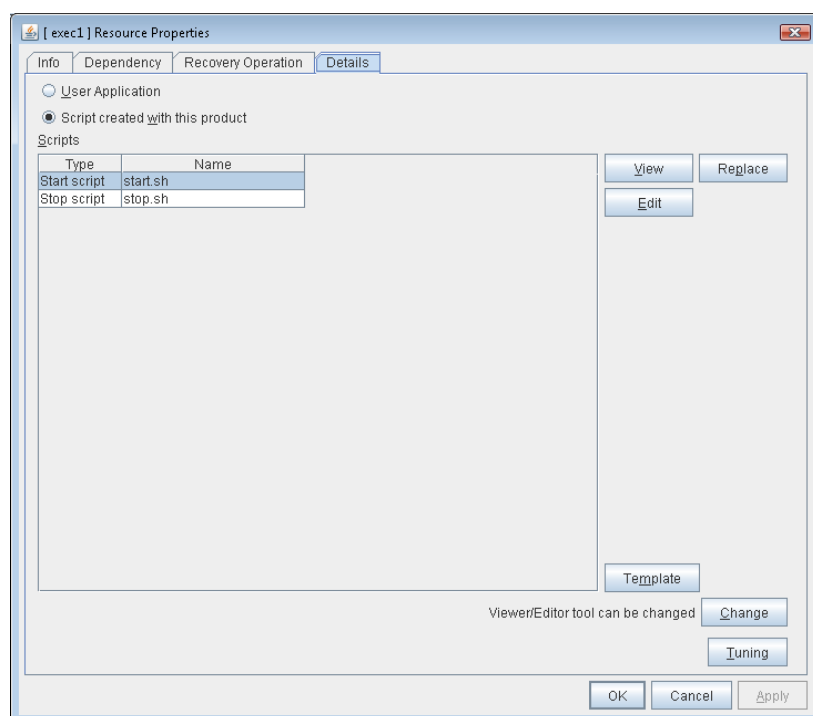 [ exec1 ] Resource Properties
Info Dependency Recovery Operation Details
User Application
Script created with this product
Scripts
Type Name
Start script start.sh
Stop script stop.sh
View Replace
Edit
Template
Viewer/Editor tool can be changed Change
Tuning
OK Cancel Apply